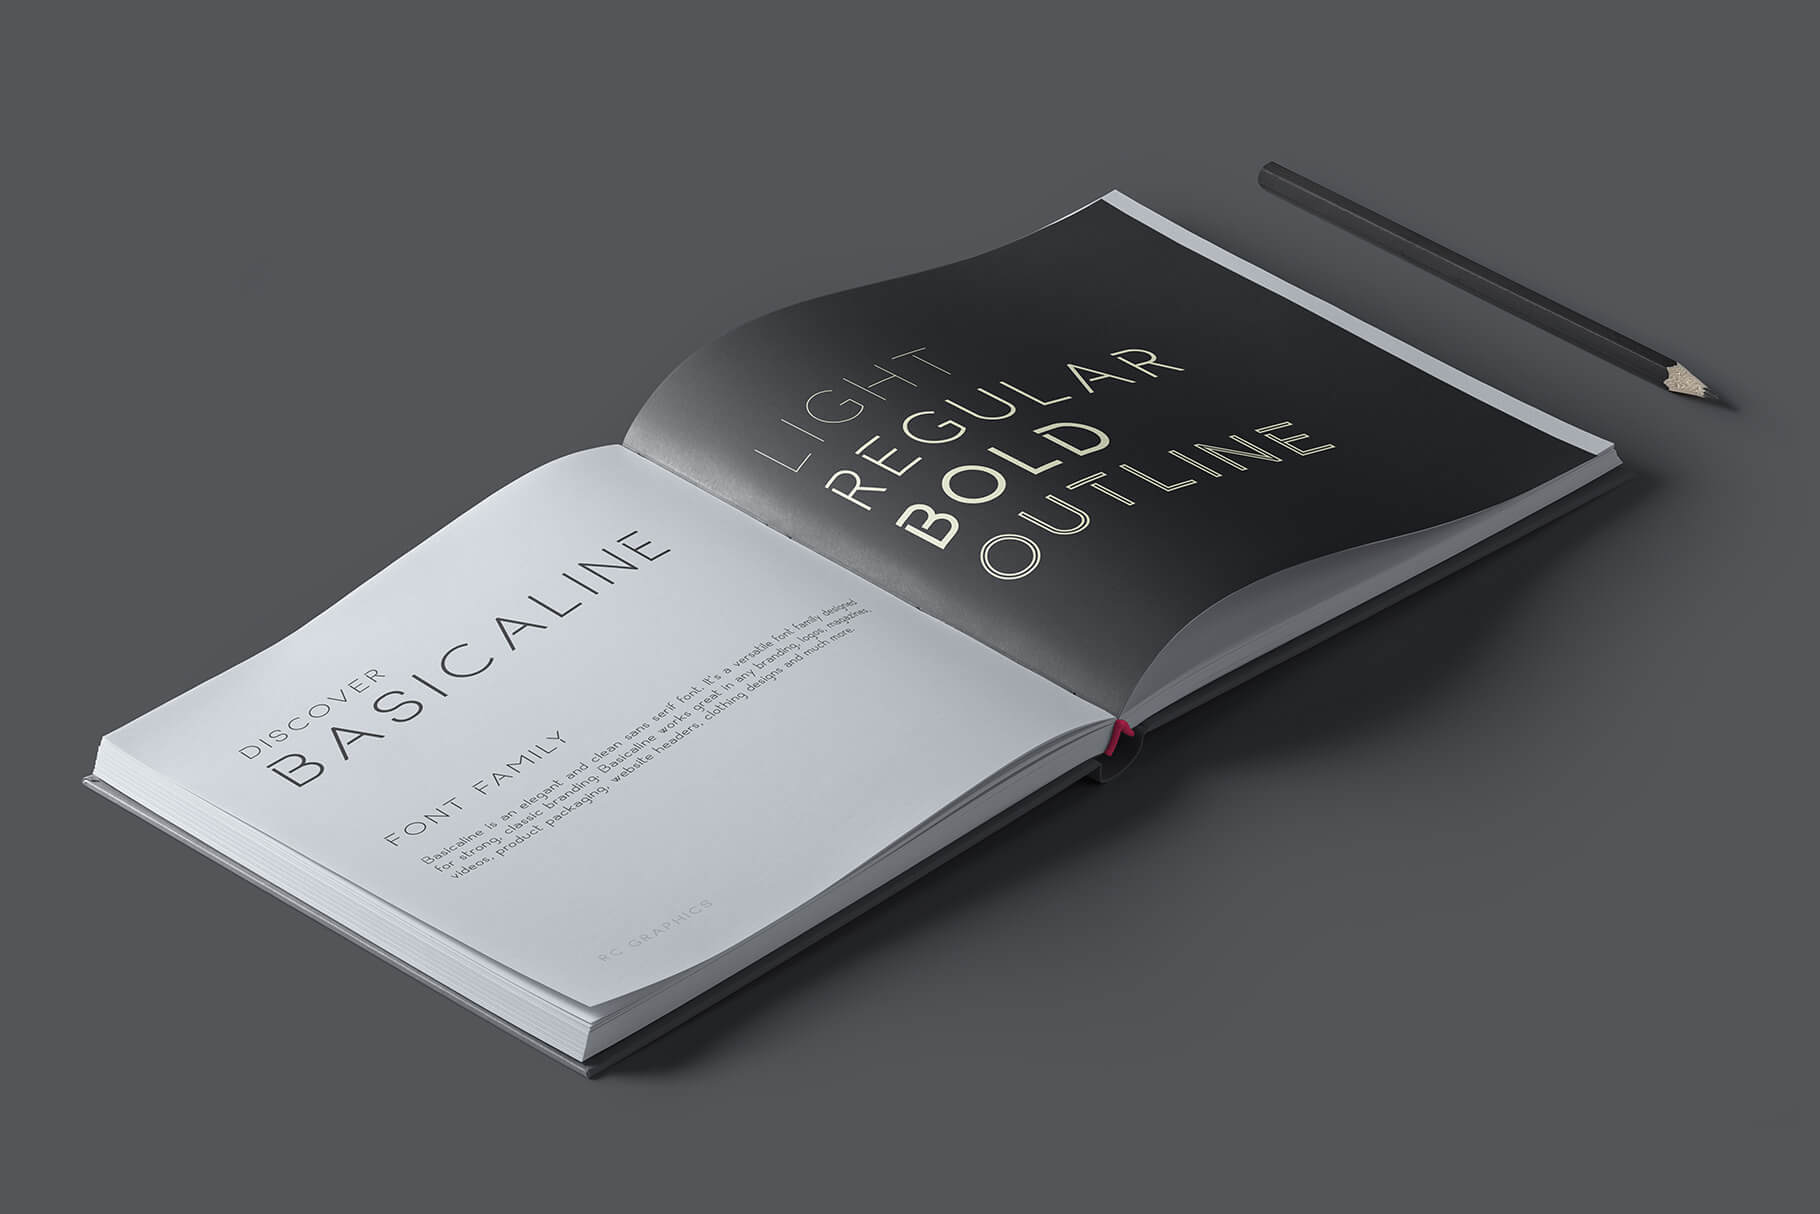 DISCOVER
BASICALINE
FONT FAMILY
Basicaline is an elegant and clean sans serif font. It's a versatile font family designed
for strong, classic branding. Basicaline works great in any branding, logos, magazines,
videos, product packaging, website headers, clothing designs and much more.
RC GRAPHICS
LIGHT
REGULAR
BOLD
OUTLINE